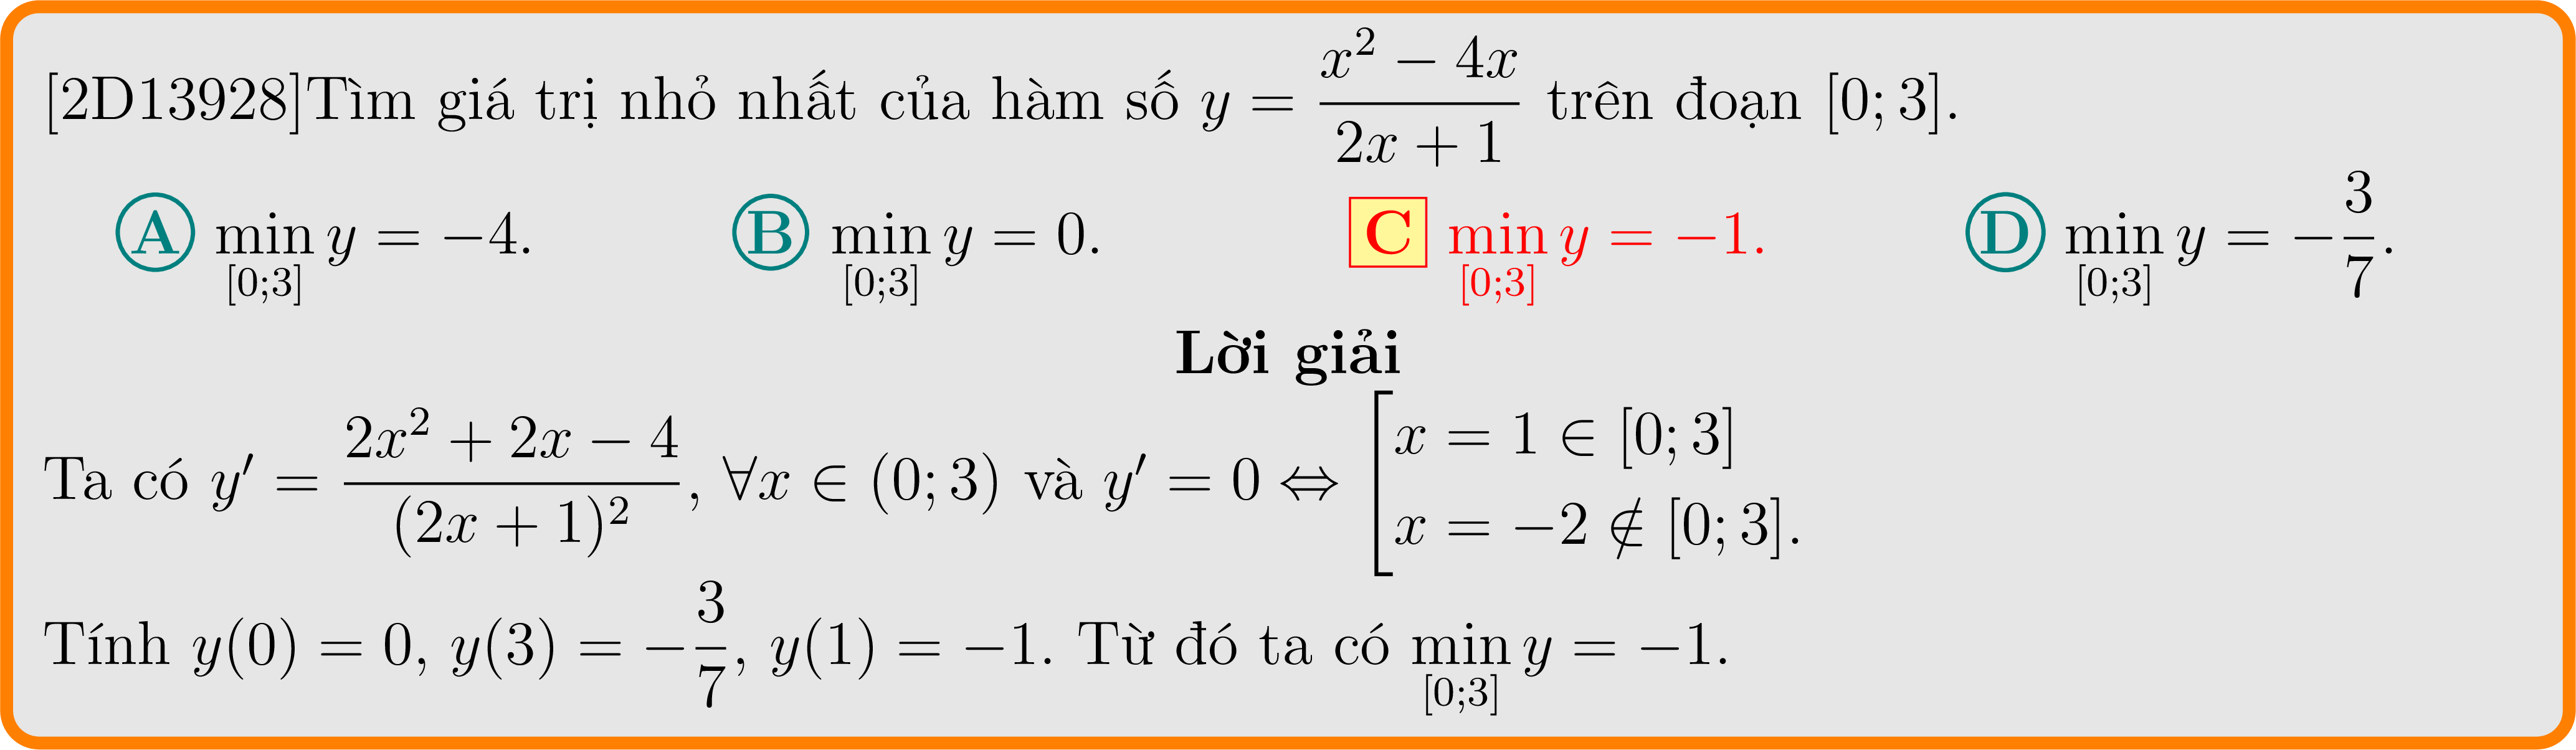 [2D13928]Tìm giá trị nhỏ nhất của hàm số $y = \dfrac{x^2 - 4x}{2x + 1}$ trên đoạn $[0; 3]$.
A $\min\limits_{[0;3]} y = -4$. B $\min\limits_{[0;3]} y = 0$. C $\min\limits_{[0;3]} y = -1$. D $\min\limits_{[0;3]} y = -\dfrac{3}{7}$.
Lời giải
Ta có $y' = \dfrac{2x^2 + 2x - 4}{(2x + 1)^2}$, $\forall x \in (0; 3)$ và $y' = 0 \Leftrightarrow \left[\begin{array}{l} x = 1 \in [0; 3] \\ x = -2 \notin [0; 3]. \end{array}\right.$
Tính $y(0) = 0$, $y(3) = -\dfrac{3}{7}$, $y(1) = -1$. Từ đó ta có $\min\limits_{[0;3]} y = -1$.